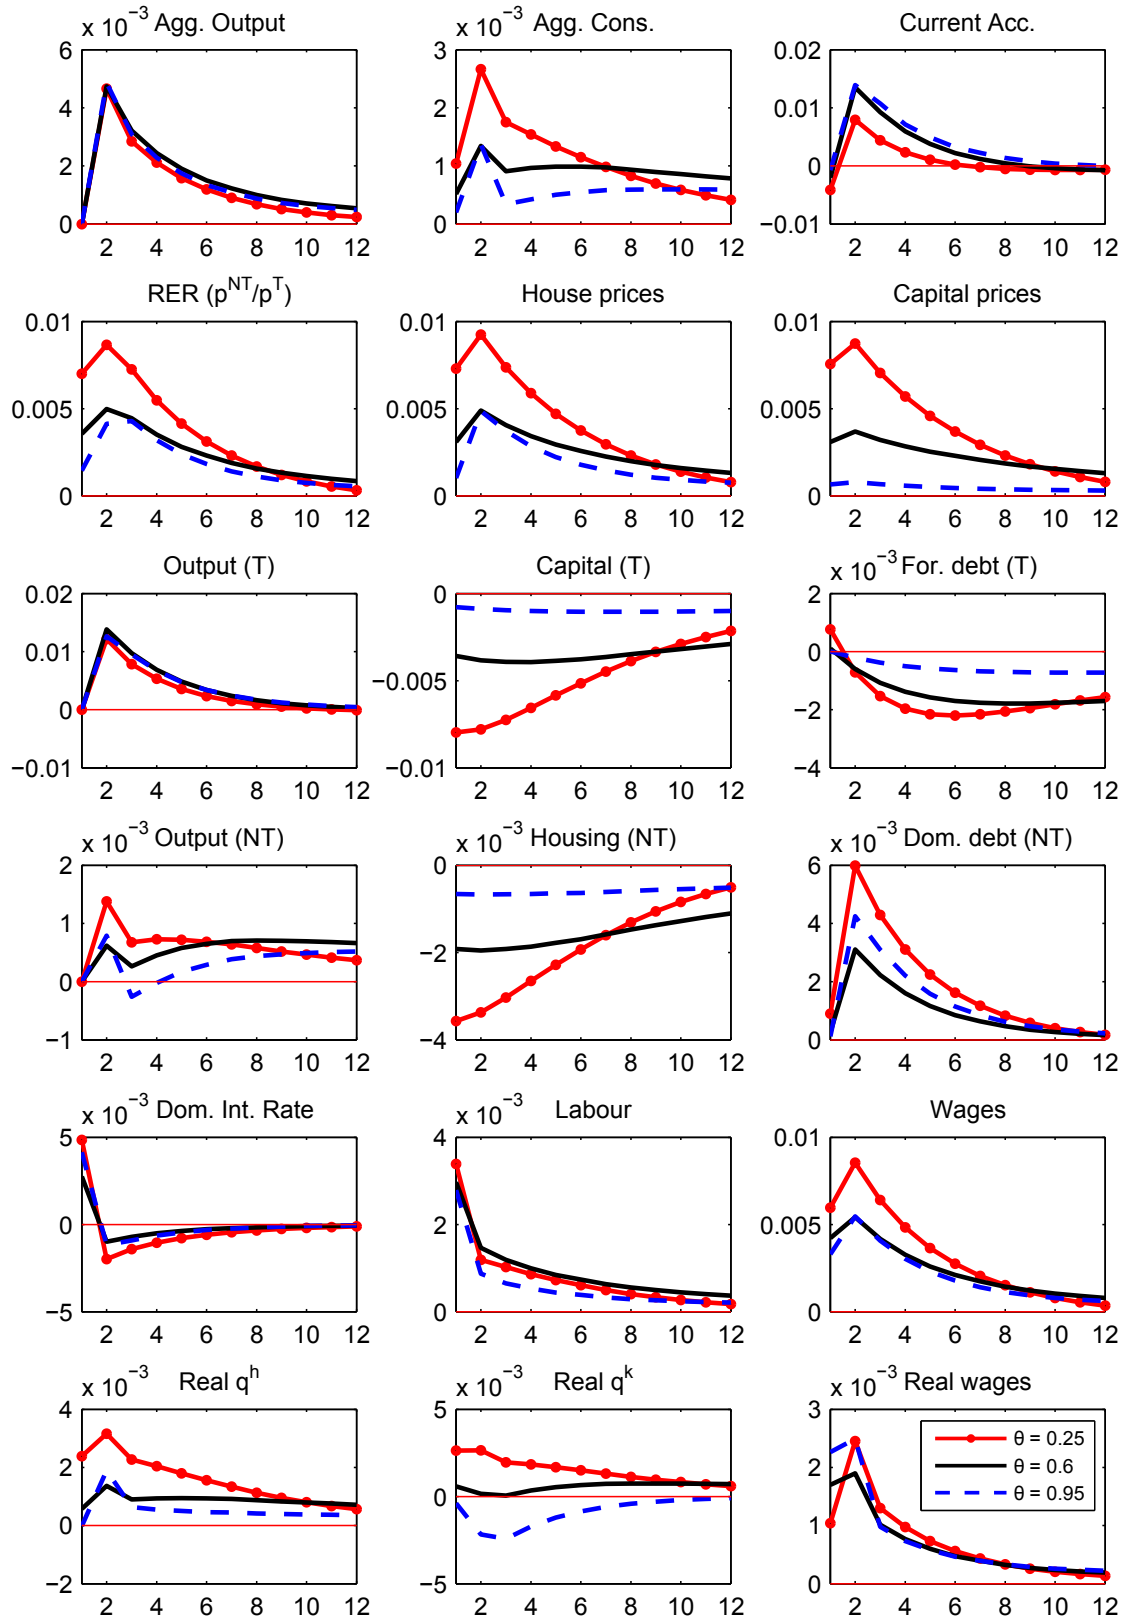 x 10−3 Agg. Output
6
4
2
0
2 4 6 8 10 12
x 10−3 Agg. Cons.
3
2
1
0
2 4 6 8 10 12
Current Acc.
0.02
0.01
0
−0.01
2 4 6 8 10 12
RER (pNT/pT)
0.01
0.005
0
2 4 6 8 10 12
House prices
0.01
0.005
0
2 4 6 8 10 12
Capital prices
0.01
0.005
0
2 4 6 8 10 12
Output (T)
0.02
0.01
0
−0.01
2 4 6 8 10 12
Capital (T)
0
−0.005
−0.01
2 4 6 8 10 12
x 10−3 For. debt (T)
2
0
−2
−4
2 4 6 8 10 12
x 10−3 Output (NT)
2
1
0
−1
2 4 6 8 10 12
x 10−3 Housing (NT)
0
−2
−4
2 4 6 8 10 12
x 10−3 Dom. debt (NT)
6
4
2
0
2 4 6 8 10 12
x 10−3 Dom. Int. Rate
5
0
−5
2 4 6 8 10 12
x 10−3 Labour
4
2
0
2 4 6 8 10 12
Wages
0.01
0.005
0
2 4 6 8 10 12
x 10−3 Real qh
4
2
0
−2
2 4 6 8 10 12
x 10−3 Real qk
5
0
−5
2 4 6 8 10 12
x 10−3 Real wages
3
2
1
0
2 4 6 8 10 12
θ = 0.25
θ = 0.6
θ = 0.95